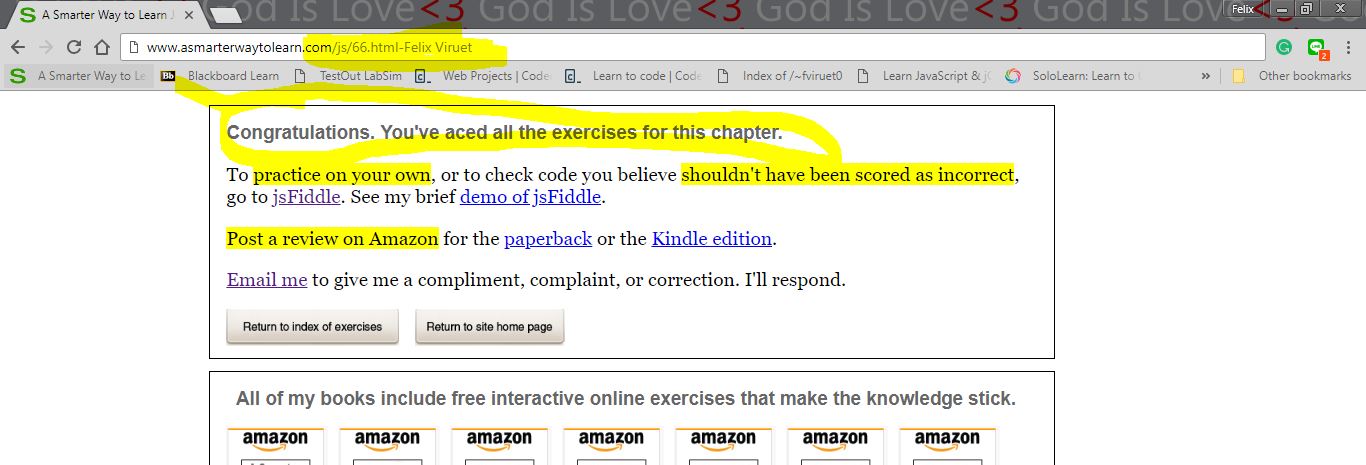 God Is Love<3 God Is Love<3 God Is Love<3
Felix
A Smarter Way to Learn J
www.asmarterwaytolearn.com/js/66.html-Felix Viruet
2
A Smarter Way to Le Bb Blackboard Learn TestOut LabSim Web Projects | Code Learn to code | Code Index of /~fviruet0 Learn JavaScript & j SoloLearn: Learn to » Other bookmarks
Congratulations. You've aced all the exercises for this chapter.
To practice on your own, or to check code you believe shouldn't have been scored as incorrect,
go to jsFiddle. See my brief demo of jsFiddle.
Post a review on Amazon for the paperback or the Kindle edition.
Email me to give me a compliment, complaint, or correction. I'll respond.
Return to index of exercises Return to site home page
All of my books include free interactive online exercises that make the knowledge stick.
amazon amazon amazon amazon amazon amazon amazon